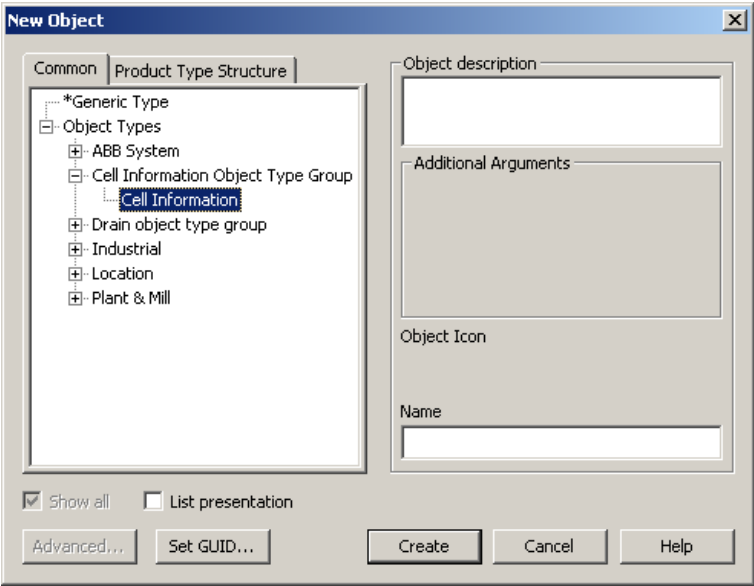 New Object
Common
Product Type Structure
*Generic Type
Object Types
ABB System
Cell Information Object Type Group
Cell Information
Drain object type group
Industrial
Location
Plant & Mill
Show all
List presentation
Advanced...
Set GUID...
Object description
Additional Arguments
Object Icon
Name
Create
Cancel
Help